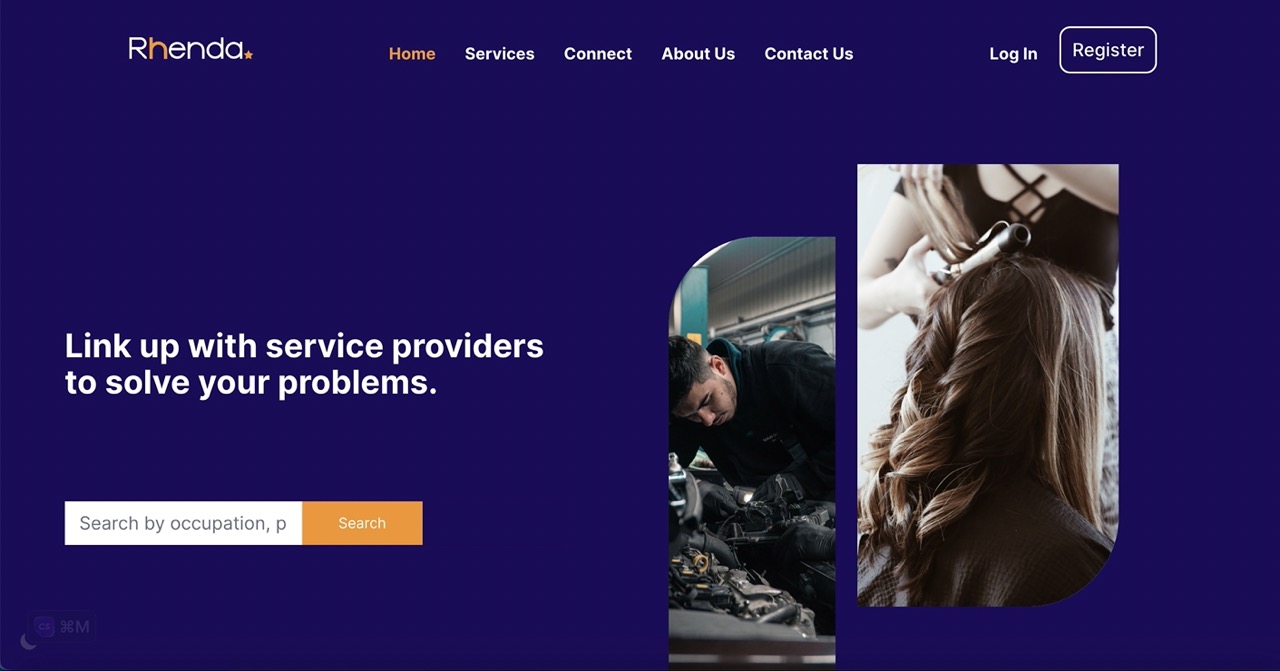 Rhenda
Home Services Connect About Us Contact Us Log In Register
Link up with service providers
to solve your problems.
Search by occupation, p
Search
CS ⌘M